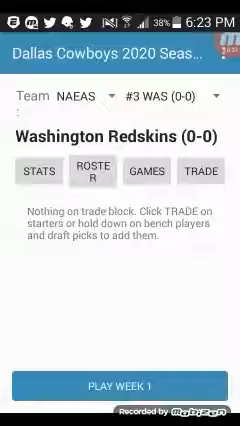 38% 6:23 PM
Dallas Cowboys 2020 Seas...
Team NAEAS #3 WAS (0-0)
:
Washington Redskins (0-0)
STATS ROSTE GAMES TRADE
R
Nothing on trade block. Click TRADE on
starters or hold down on bench players
and draft picks to add them.
PLAY WEEK 1
Recorded by mobizen